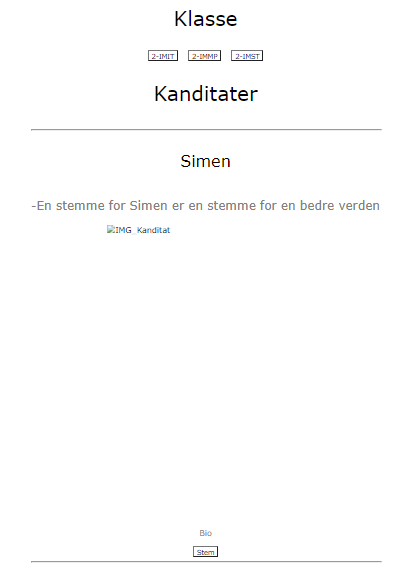 Klasse
2-IMIT 2-IMMP 2-IMST
Kanditater
Simen
-En stemme for Simen er en stemme for en bedre verden
IMG_Kanditat
Bio
Stem